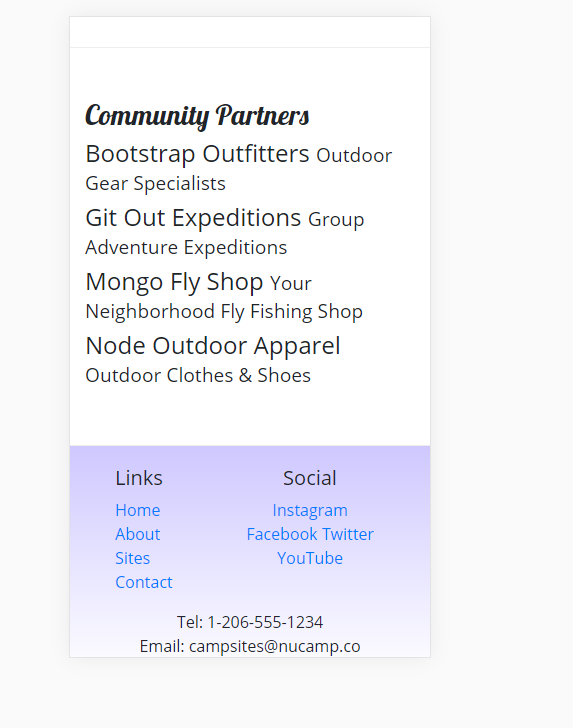 Community Partners
Bootstrap Outfitters Outdoor
Gear Specialists
Git Out Expeditions Group
Adventure Expeditions
Mongo Fly Shop Your
Neighborhood Fly Fishing Shop
Node Outdoor Apparel
Outdoor Clothes & Shoes
Links
Home
About
Sites
Contact
Social
Instagram
Facebook Twitter
YouTube
Tel: 1-206-555-1234
Email: campsites@nucamp.co